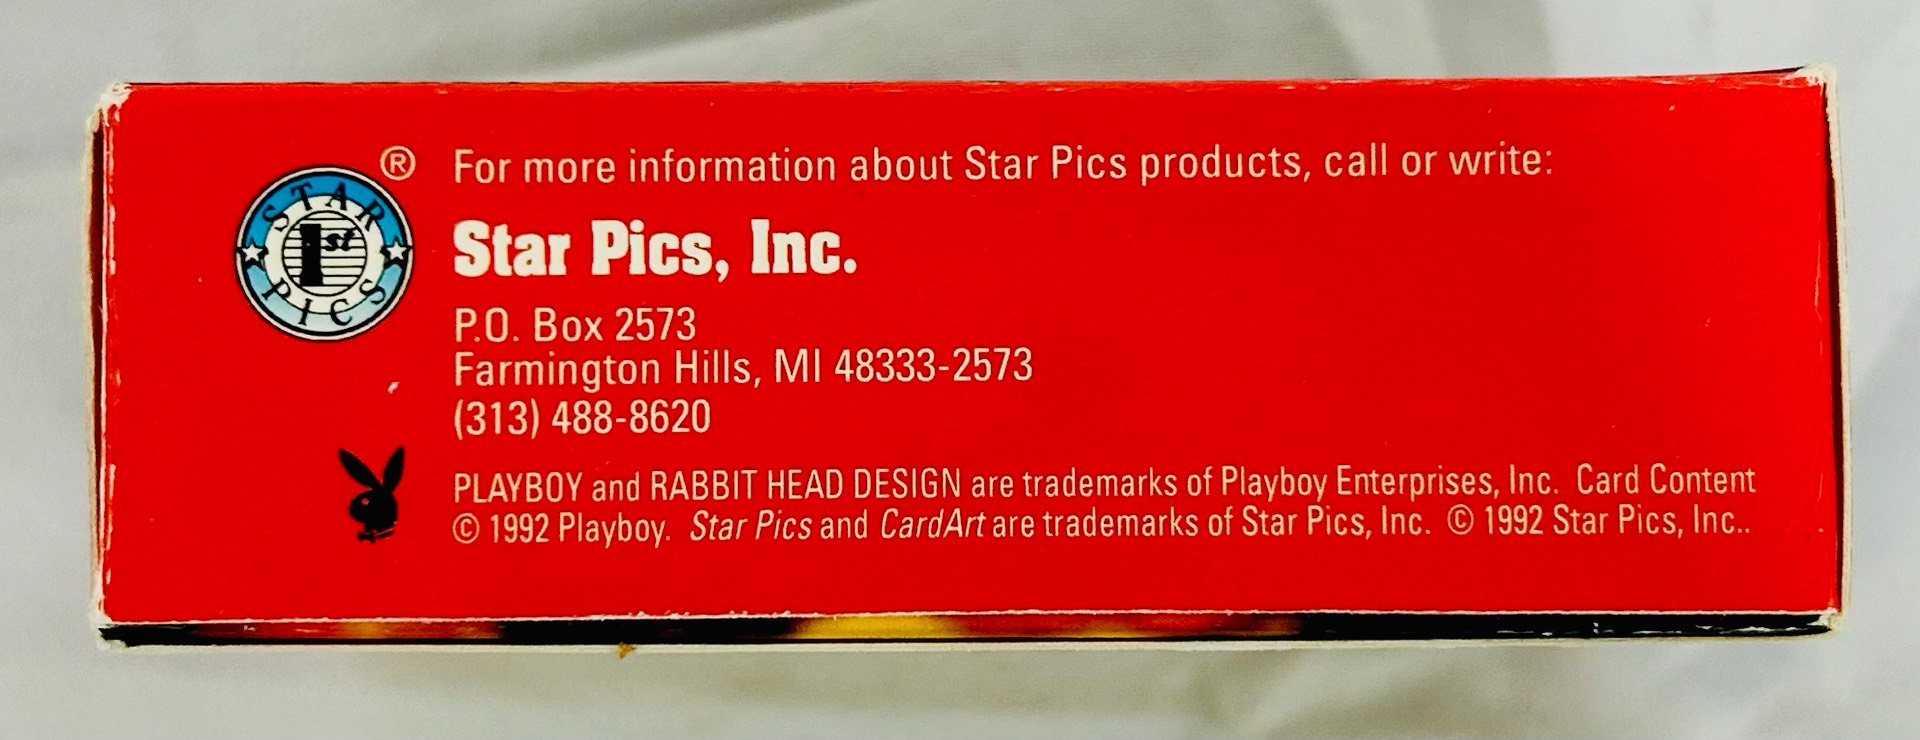 STAR
1st
PICS
®
For more information about Star Pics products, call or write:
Star Pics, Inc.
P.O. Box 2573
Farmington Hills, MI 48333-2573
(313) 488-8620
PLAYBOY and RABBIT HEAD DESIGN are trademarks of Playboy Enterprises, Inc. Card Content
© 1992 Playboy. Star Pics and CardArt are trademarks of Star Pics, Inc. © 1992 Star Pics, Inc..